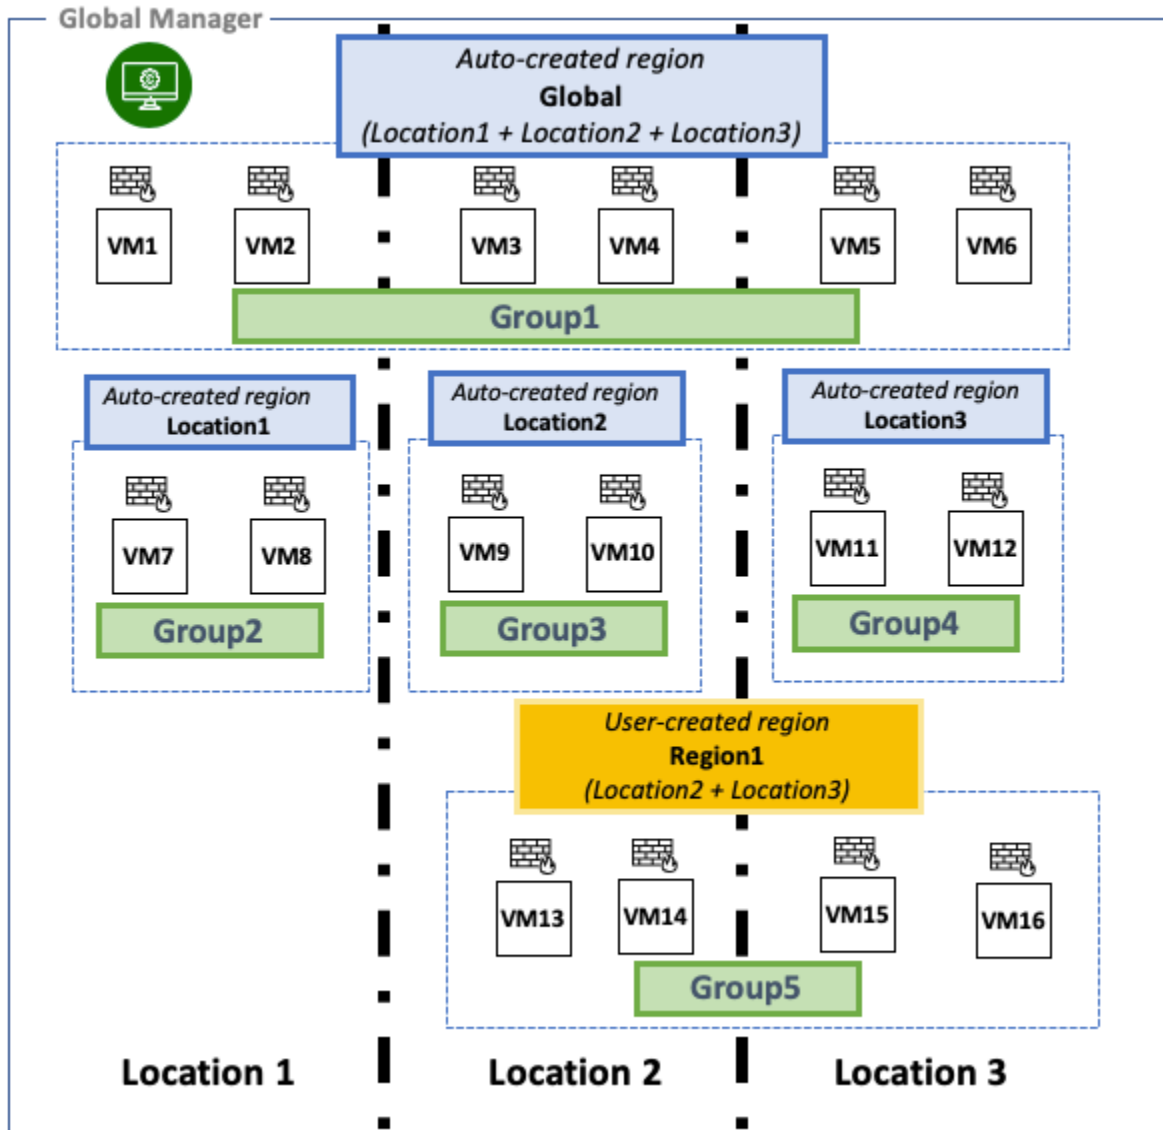 Global Manager
Auto-created region
Global
(Location1 + Location2 + Location3)
VM1
VM2
VM3
VM4
VM5
VM6
Group1
Auto-created region
Location1
Auto-created region
Location2
Auto-created region
Location3
VM7
VM8
VM9
VM10
VM11
VM12
Group2
Group3
Group4
User-created region
Region1
(Location2 + Location3)
VM13
VM14
VM15
VM16
Group5
Location 1
Location 2
Location 3